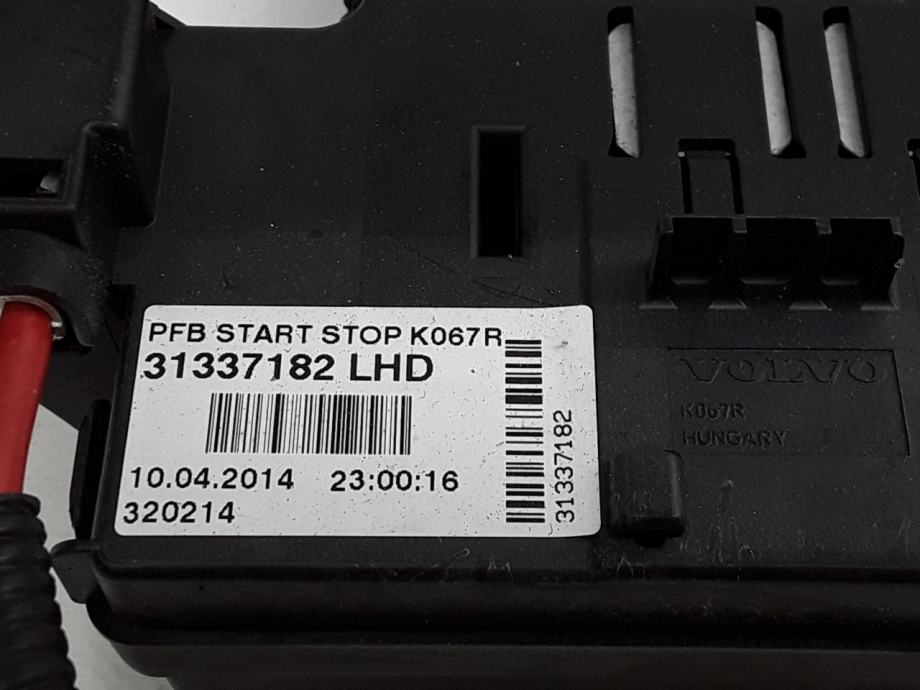 PFB START STOP K067R
31337182 LHD
10.04.2014 23:00:16
320214
31337182
VOLVO
K067R
HUNGARY